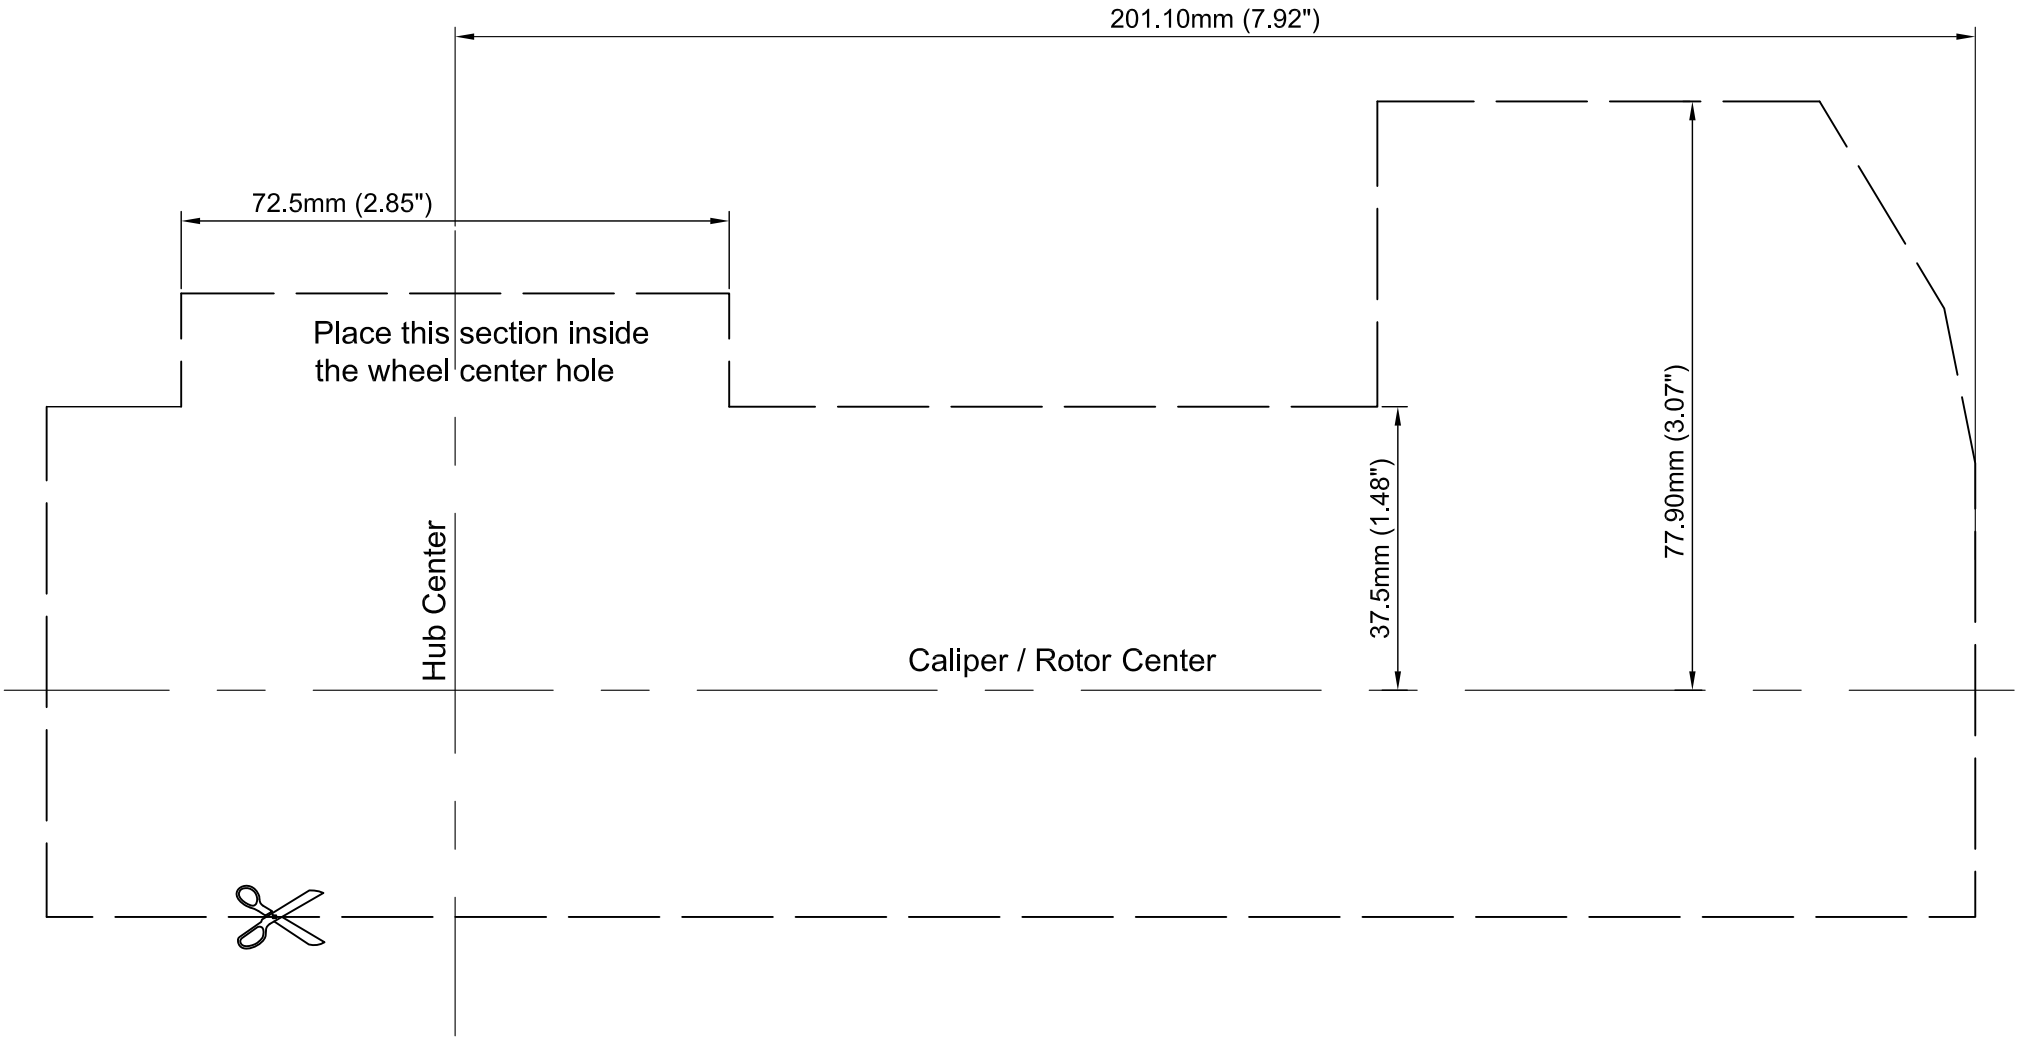 201.10mm (7.92")
72.5mm (2.85")
Place this section inside
the wheel center hole
77.90mm (3.07")
37.5mm (1.48")
Hub Center
Caliper / Rotor Center